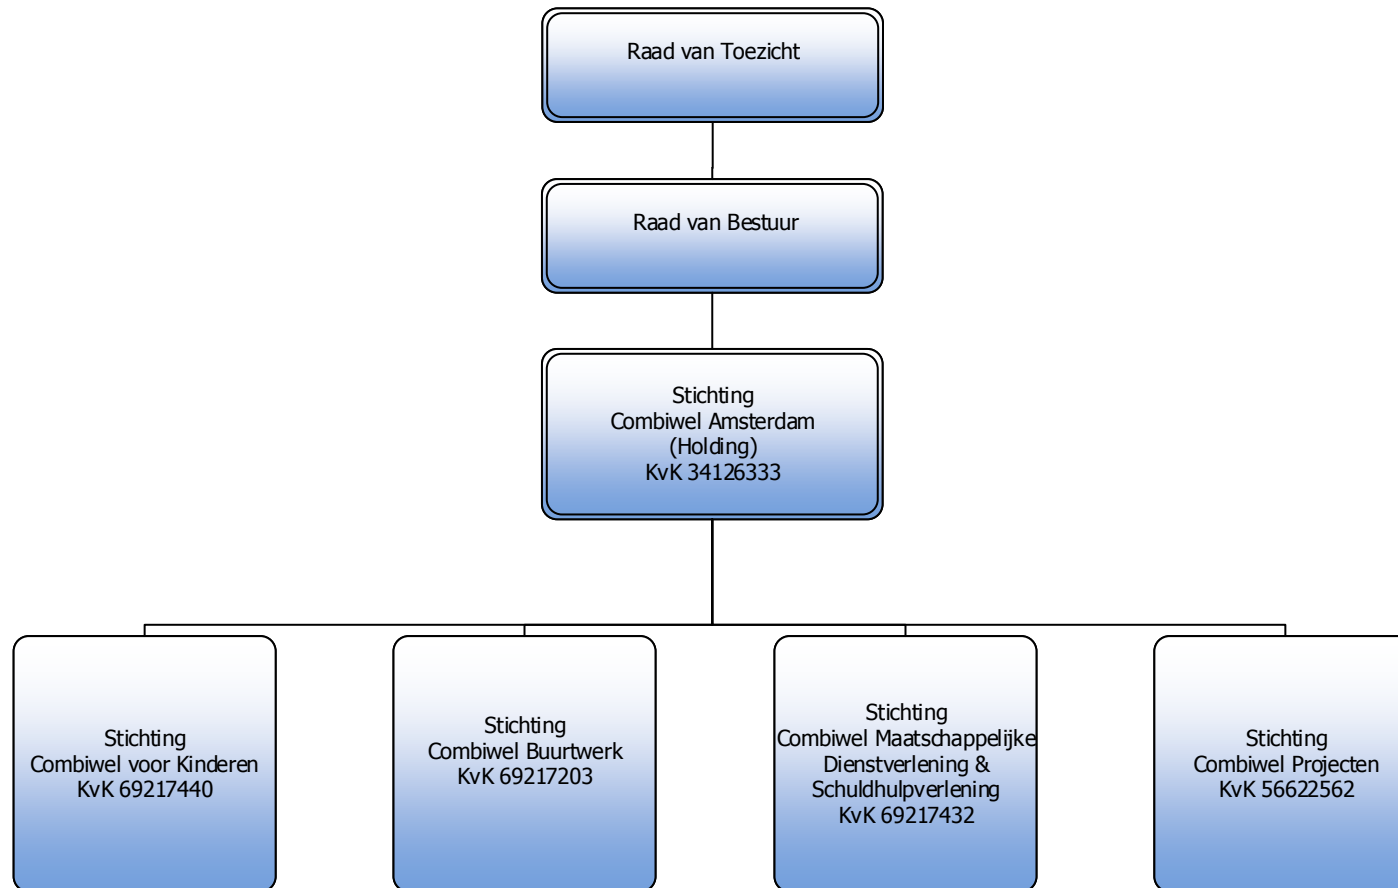 Raad van Toezicht
Raad van Bestuur
Stichting
Combiwel Amsterdam
(Holding)
KvK 34126333
Stichting
Combiwel voor Kinderen
KvK 69217440
Stichting
Combiwel Buurtwerk
KvK 69217203
Stichting
Combiwel Maatschappelijke
Dienstverlening &
Schuldhulpverlening
KvK 69217432
Stichting
Combiwel Projecten
KvK 56622562